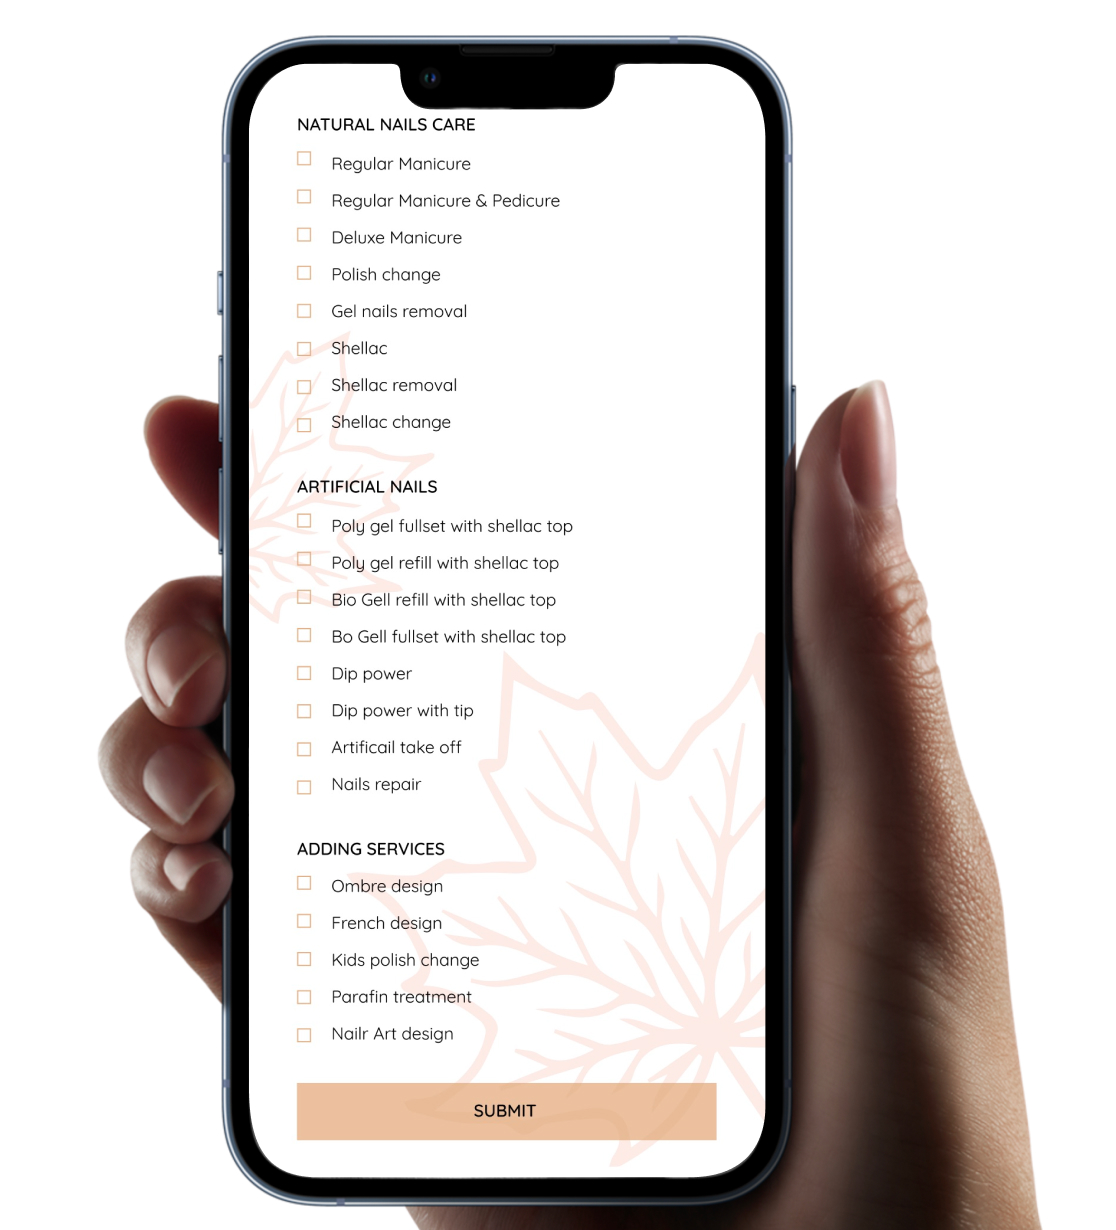 NATURAL NAILS CARE
Regular Manicure
Regular Manicure & Pedicure
Deluxe Manicure
Polish change
Gel nails removal
Shellac
Shellac removal
Shellac change
ARTIFICIAL NAILS
Poly gel fullset with shellac top
Poly gel refill with shellac top
Bio Gell refill with shellac top
Bo Gell fullset with shellac top
Dip power
Dip power with tip
Artificail take off
Nails repair
ADDING SERVICES
Ombre design
French design
Kids polish change
Parafin treatment
Nailr Art design
SUBMIT